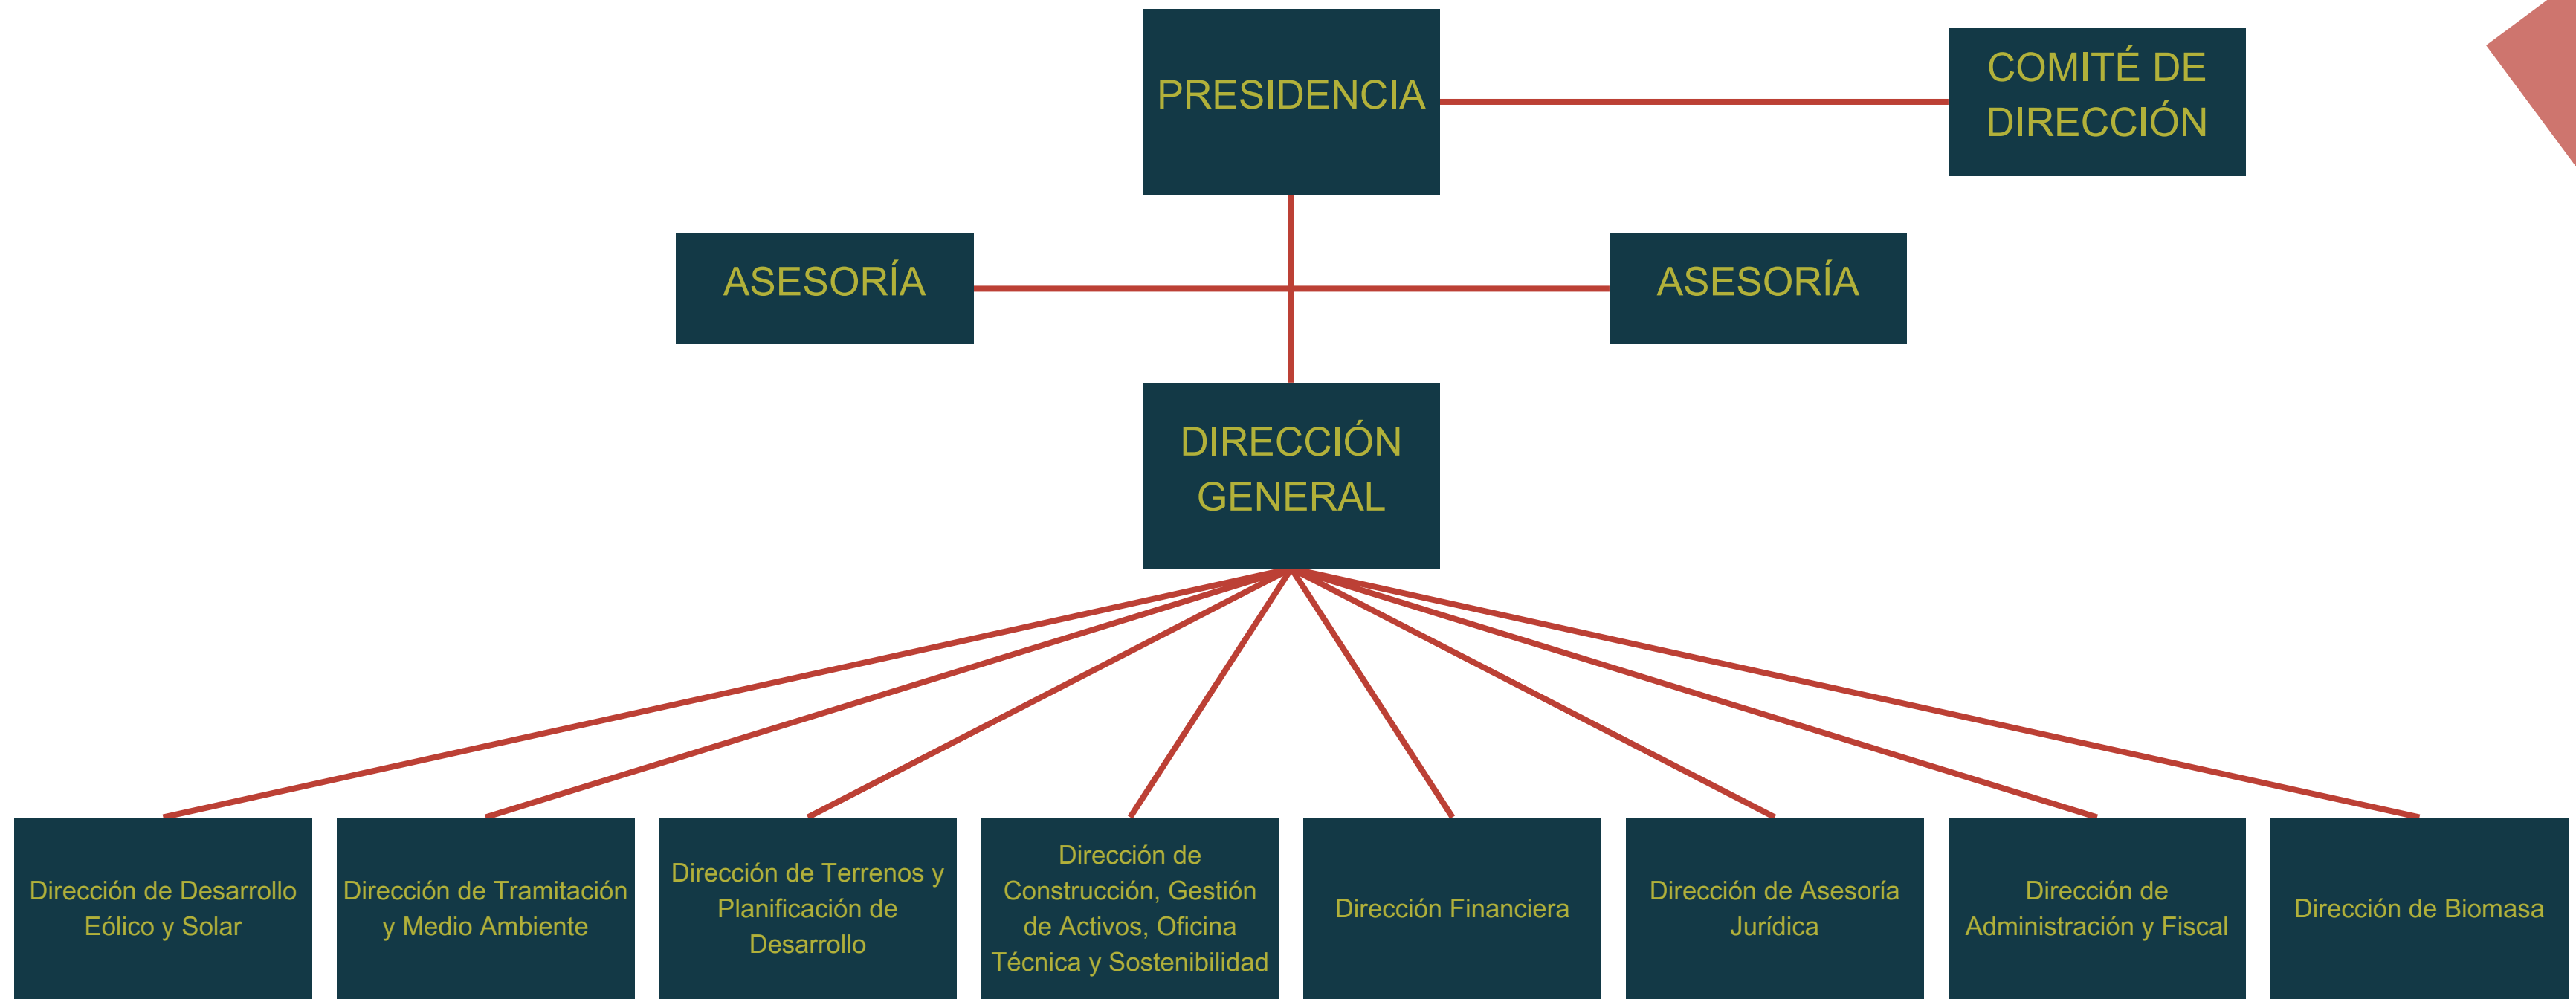 PRESIDENCIA
COMITÉ DE
DIRECCIÓN
ASESORÍA
ASESORÍA
DIRECCIÓN
GENERAL
Dirección de Desarrollo
Eólico y Solar
Dirección de Tramitación
y Medio Ambiente
Dirección de Terrenos y
Planificación de
Desarrollo
Dirección de
Construcción, Gestión
de Activos, Oficina
Técnica y Sostenibilidad
Dirección Financiera
Dirección de Asesoría
Jurídica
Dirección de
Administración y Fiscal
Dirección de Biomasa